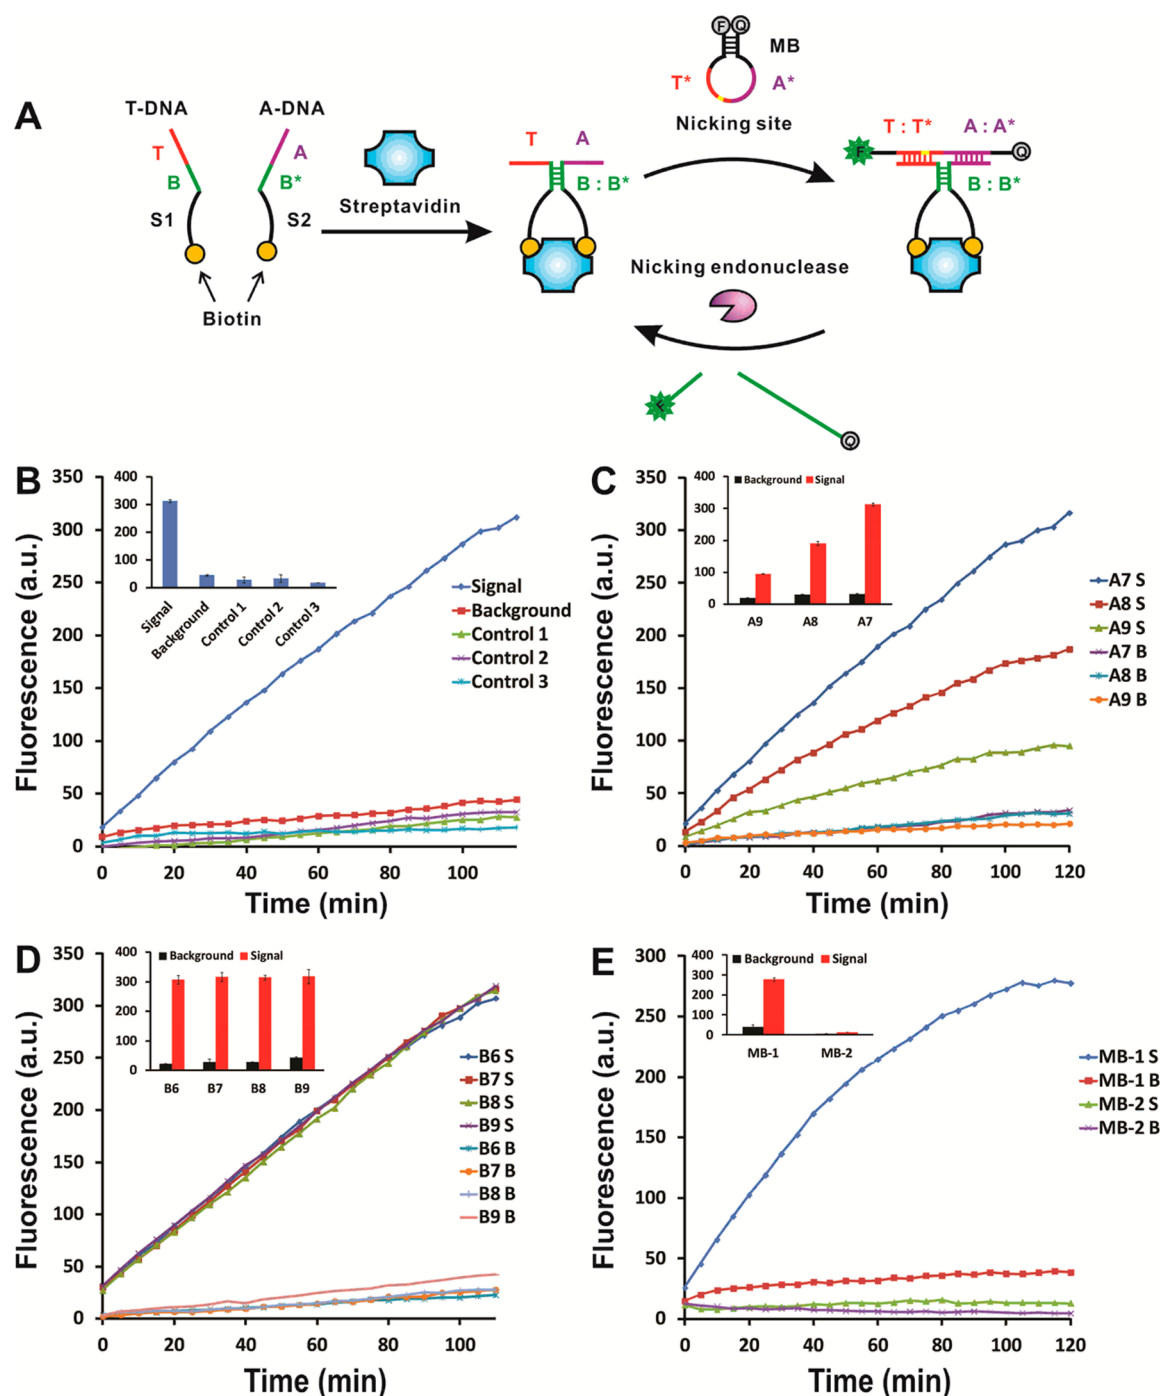 A
T-DNA
A-DNA
T
A
B
B*
S1
S2
Biotin
Streptavidin
T
A
B : B*
F
Q
MB
T*
A*
Nicking site
Nicking endonuclease
F
Q
T : T*
A : A*
F
Q
B : B*
B
Fluorescence (a.u.)
350
300
250
200
150
100
50
0
0 20 40 60 80 100
Time (min)
400
300
200
100
0
Signal
Background
Control 1
Control 2
Control 3
Signal
Background
Control 1
Control 2
Control 3
C
Fluorescence (a.u.)
350
300
250
200
150
100
50
0
0 20 40 60 80 100 120
Time (min)
Background Signal
400
300
200
100
0
A9 A8 A7
A7 S
A8 S
A9 S
A7 B
A8 B
A9 B
D
Fluorescence (a.u.)
350
300
250
200
150
100
50
0
0 20 40 60 80 100
Time (min)
Background Signal
400
300
200
100
0
B6 B7 B8 B9
B6 S
B7 S
B8 S
B9 S
B6 B
B7 B
B8 B
B9 B
E
Fluorescence (a.u.)
300
250
200
150
100
50
0
0 20 40 60 80 100 120
Time (min)
Background Signal
400
300
200
100
0
MB-1 MB-2
MB-1 S
MB-1 B
MB-2 S
MB-2 B